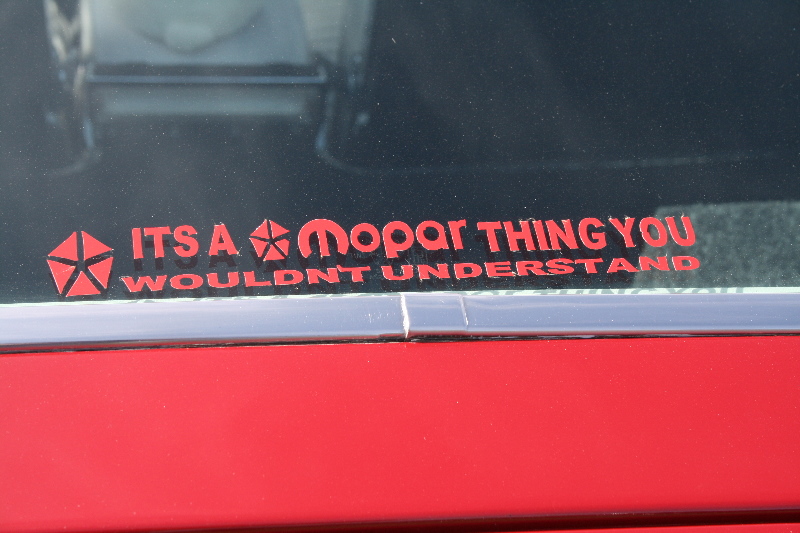 ITS A mopar THING YOU
WOULDN'T UNDERSTAND